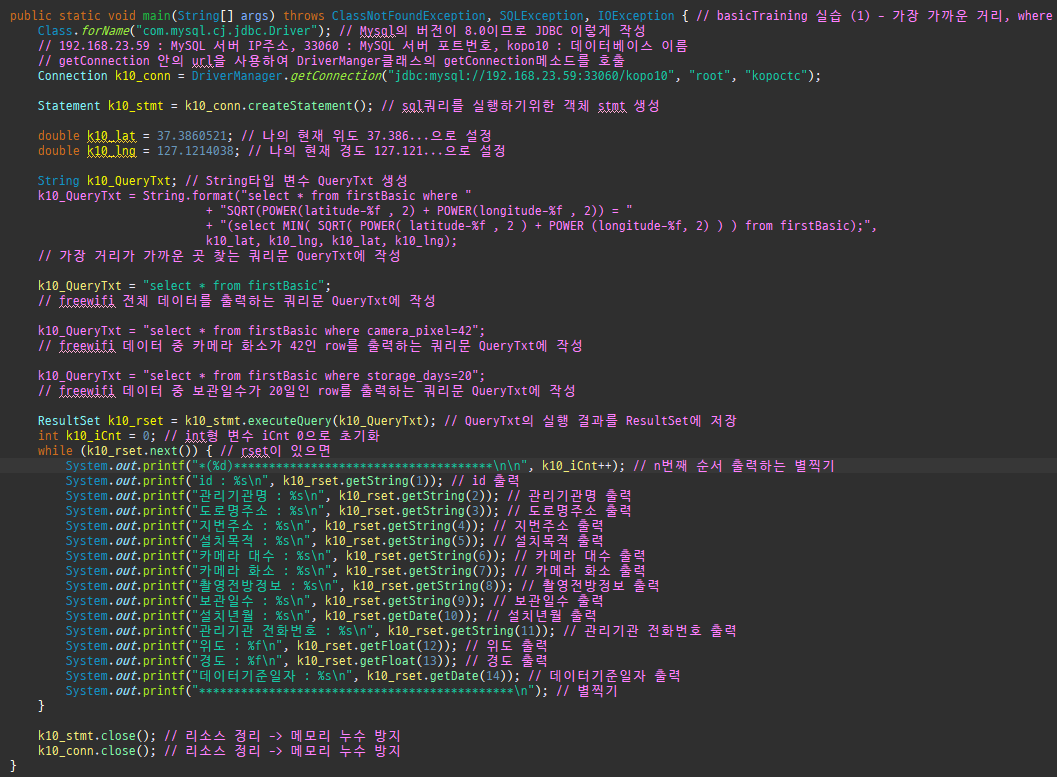 public static void main(String[] args) throws ClassNotFoundException, SQLException, IOException { // basicTraining 실습 (1) - 가장 가까운 거리, where
Class.forName("com.mysql.cj.jdbc.Driver"); // Mysql의 버전이 8.0이므로 JDBC 이렇게 작성
// 192.168.23.59 : MySQL 서버 IP주소, 33060 : MySQL 서버 포트번호, kopo10 : 데이터베이스 이름
// getConnection 안의 url을 사용하여 DriverManger클래스의 getConnection메소드를 호출
Connection k10_conn = DriverManager.getConnection("jdbc:mysql://192.168.23.59:33060/kopo10", "root", "kopoctc");

Statement k10_stmt = k10_conn.createStatement(); // sql쿼리를 실행하기위한 객체 stmt 생성

double k10_lat = 37.3860521; // 나의 현재 위도 37.386...으로 설정
double k10_lng = 127.1214038; // 나의 현재 경도 127.121...으로 설정

String k10_QueryTxt; // String타입 변수 QueryTxt 생성
k10_QueryTxt = String.format("select * from firstBasic where "
+ "SQRT(POWER(latitude-%f , 2) + POWER(longitude-%f , 2)) = "
+ "(select MIN( SQRT( POWER( latitude-%f , 2 ) + POWER (longitude-%f, 2) ) ) from firstBasic);",
k10_lat, k10_lng, k10_lat, k10_lng);
// 가장 거리가 가까운 곳 찾는 쿼리문 QueryTxt에 작성

k10_QueryTxt = "select * from firstBasic";
// freewifi 전체 데이터를 출력하는 쿼리문 QueryTxt에 작성

k10_QueryTxt = "select * from firstBasic where camera_pixel=42";
// freewifi 데이터 중 카메라 화소가 42인 row를 출력하는 쿼리문 QueryTxt에 작성

k10_QueryTxt = "select * from firstBasic where storage_days=20";
// freewifi 데이터 중 보관일수가 20일인 row를 출력하는 쿼리문 QueryTxt에 작성

ResultSet k10_rset = k10_stmt.executeQuery(k10_QueryTxt); // QueryTxt의 실행 결과를 ResultSet에 저장
int k10_iCnt = 0; // int형 변수 iCnt 0으로 초기화
while (k10_rset.next()) { // rset이 있으면
System.out.printf("*(%d)*************************************\n\n", k10_iCnt++); // n번째 순서 출력하는 별찍기
System.out.printf("id : %s\n", k10_rset.getString(1)); // id 출력
System.out.printf("관리기관명 : %s\n", k10_rset.getString(2)); // 관리기관명 출력
System.out.printf("도로명주소 : %s\n", k10_rset.getString(3)); // 도로명주소 출력
System.out.printf("지번주소 : %s\n", k10_rset.getString(4)); // 지번주소 출력
System.out.printf("설치목적 : %s\n", k10_rset.getString(5)); // 설치목적 출력
System.out.printf("카메라 대수 : %s\n", k10_rset.getString(6)); // 카메라 대수 출력
System.out.printf("카메라 화소 : %s\n", k10_rset.getString(7)); // 카메라 화소 출력
System.out.printf("촬영전방정보 : %s\n", k10_rset.getString(8)); // 촬영전방정보 출력
System.out.printf("보관일수 : %s\n", k10_rset.getString(9)); // 보관일수 출력
System.out.printf("설치년월 : %s\n", k10_rset.getDate(10)); // 설치년월 출력
System.out.printf("관리기관 전화번호 : %s\n", k10_rset.getString(11)); // 관리기관 전화번호 출력
System.out.printf("위도 : %f\n", k10_rset.getFloat(12)); // 위도 출력
System.out.printf("경도 : %f\n", k10_rset.getFloat(13)); // 경도 출력
System.out.printf("데이터기준일자 : %s\n", k10_rset.getDate(14)); // 데이터기준일자 출력
System.out.printf("*********************************************\n"); // 별찍기
}

k10_stmt.close(); // 리소스 정리 -> 메모리 누수 방지
k10_conn.close(); // 리소스 정리 -> 메모리 누수 방지
}